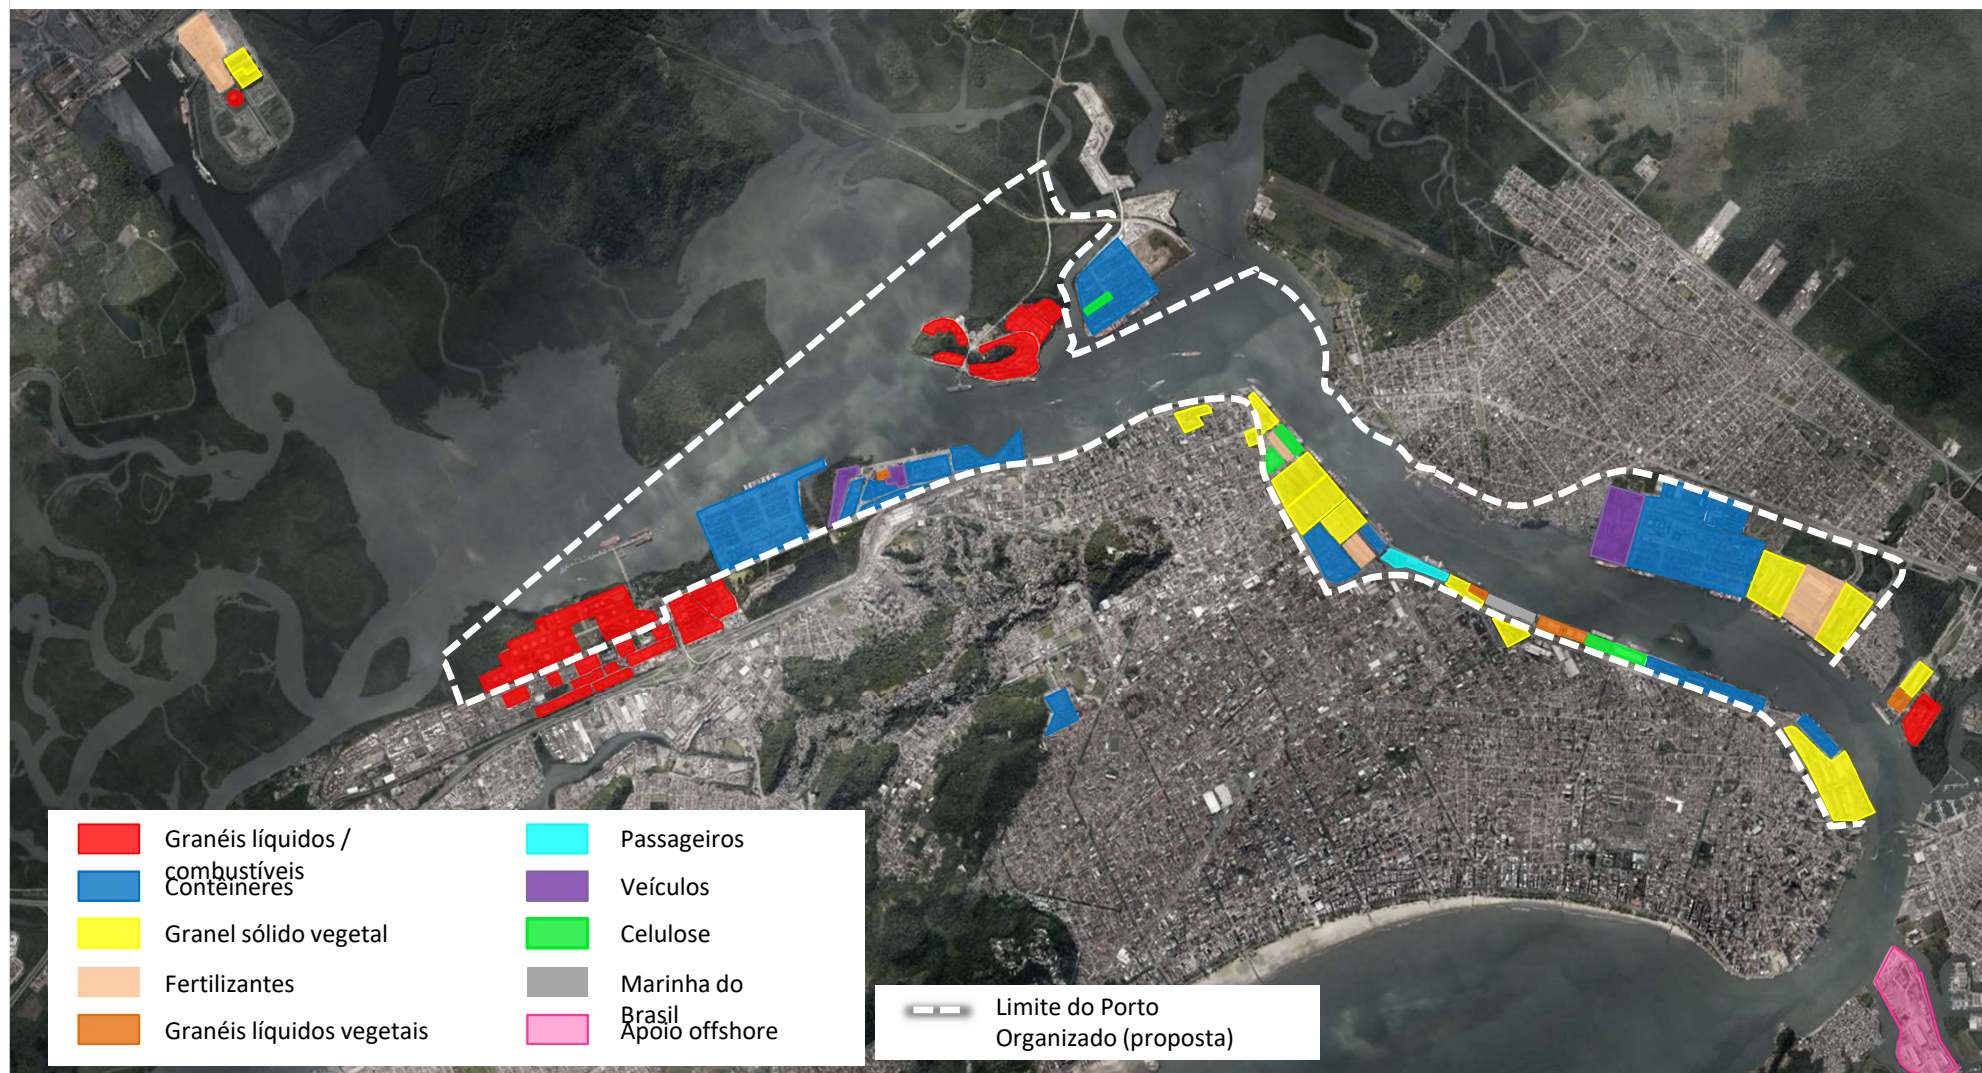 Granéis líquidos /
combustíveis
Contêineres
Granel sólido vegetal
Fertilizantes
Granéis líquidos vegetais
Passageiros
Veículos
Celulose
Marinha do
Brasil
Apoio offshore
Limite do Porto
Organizado (proposta)